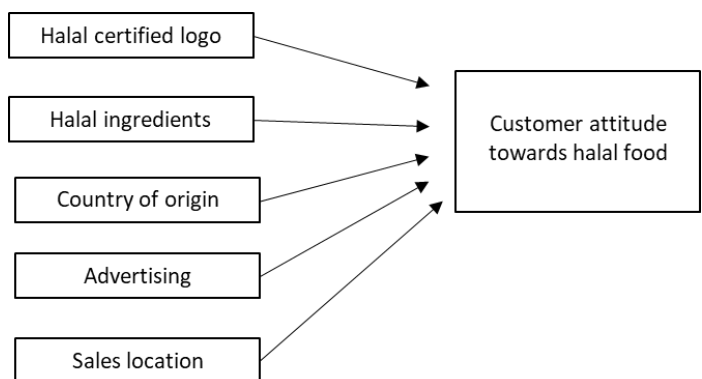 Halal certified logo
Halal ingredients
Country of origin
Advertising
Sales location
Customer attitude
towards halal food